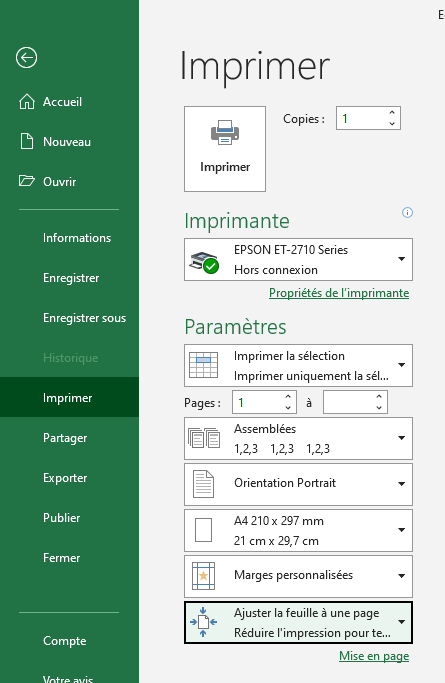 E
Imprimer
Accueil
Nouveau
Ouvrir
Informations
Enregistrer
Enregistrer sous
Historique
Imprimer
Partager
Exporter
Publier
Fermer
Compte
Votre avis
Imprimer
Copies :
1
Imprimante
EPSON ET-2710 Series
Hors connexion
Propriétés de l'imprimante
Paramètres
Imprimer la sélection
Imprimer uniquement la sél...
Pages : 1 à
Assemblées
1,2,3 1,2,3 1,2,3
Orientation Portrait
A4 210 x 297 mm
21 cm x 29,7 cm
Marges personnalisées
Ajuster la feuille à une page
Réduire l'impression pour te...
Mise en page